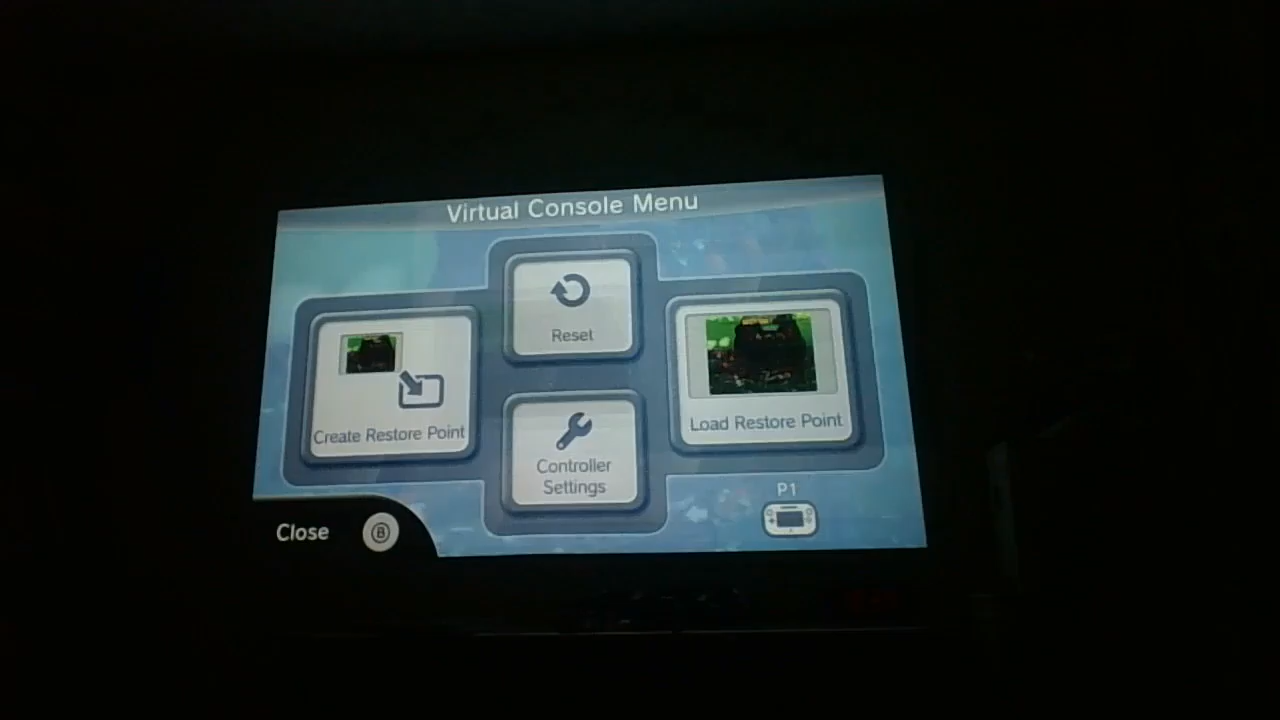 Virtual Console Menu
Reset
Create Restore Point
Load Restore Point
Controller
Settings
P1
Close
B